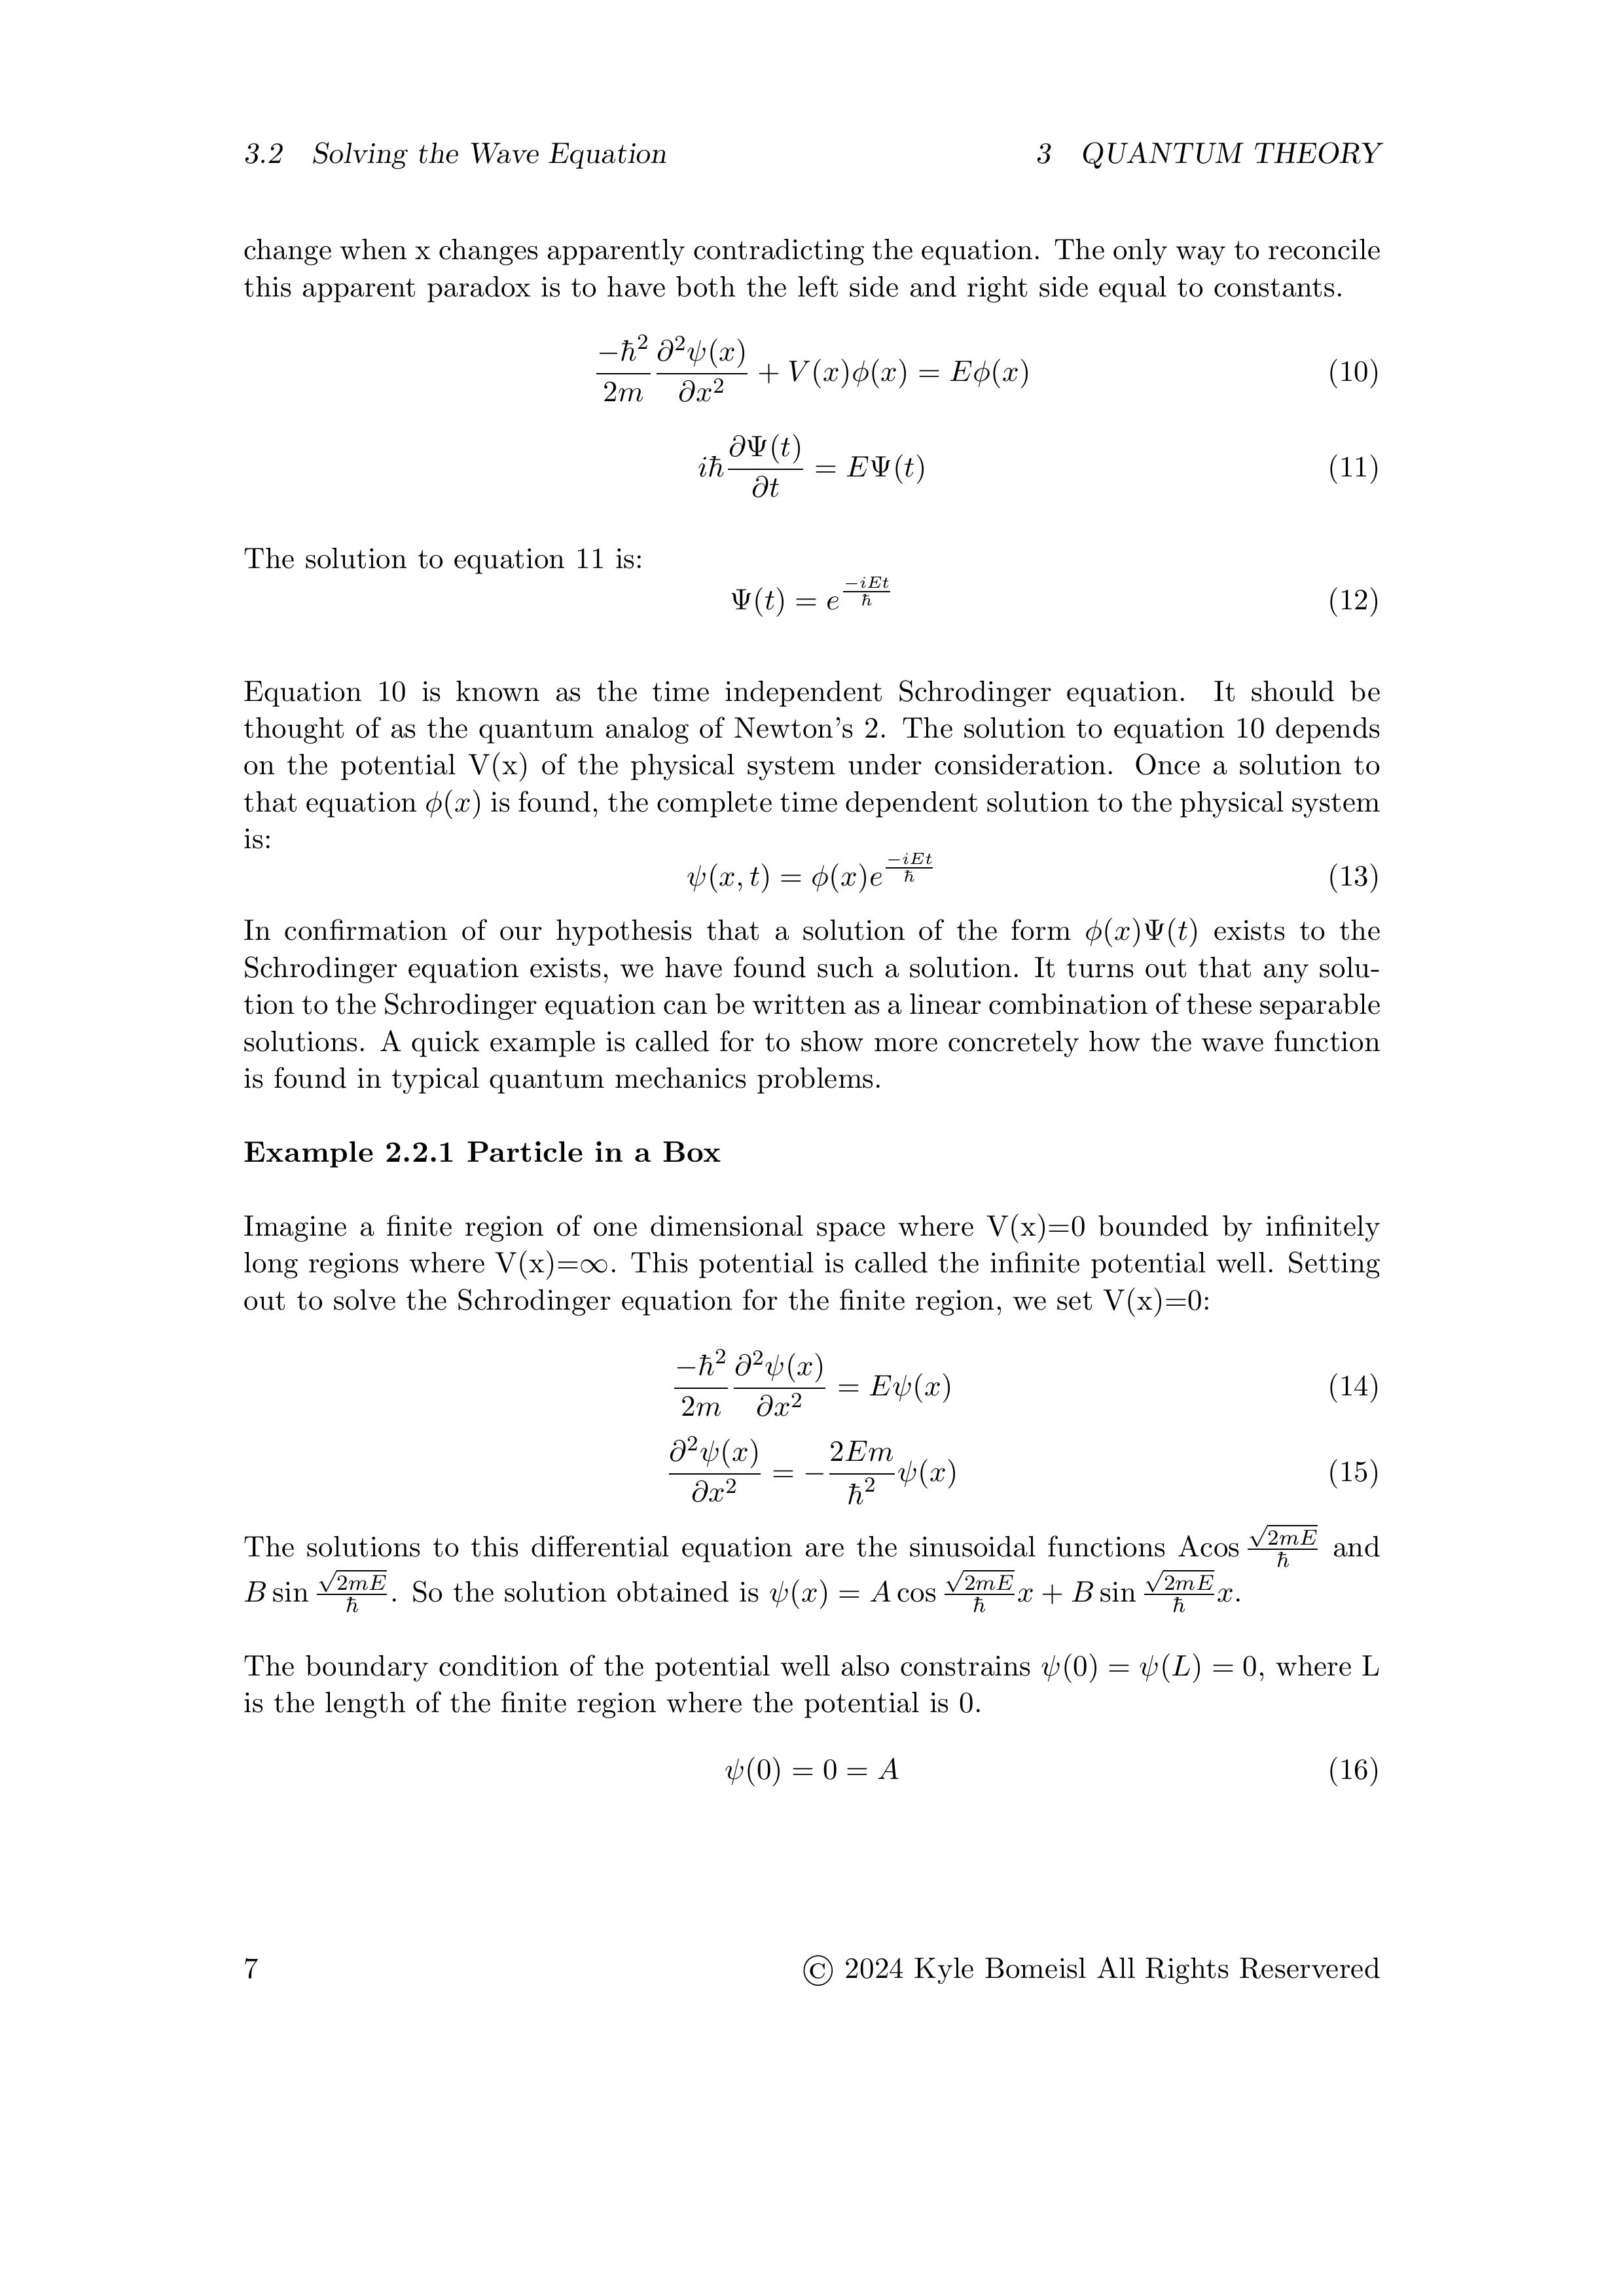 3.2 Solving the Wave Equation 3 QUANTUM THEORY
change when x changes apparently contradicting the equation. The only way to reconcile
this apparent paradox is to have both the left side and right side equal to constants.
\frac{-\hbar^2}{2m}\frac{\partial^2\psi(x)}{\partial x^2} + V(x)\phi(x) = E\phi(x) (10)
i\hbar\frac{\partial\Psi(t)}{\partial t} = E\Psi(t) (11)
The solution to equation 11 is:
\Psi(t) = e^{\frac{-iEt}{\hbar}} (12)
Equation 10 is known as the time independent Schrodinger equation. It should be
thought of as the quantum analog of Newton's 2. The solution to equation 10 depends
on the potential V(x) of the physical system under consideration. Once a solution to
that equation ϕ(x) is found, the complete time dependent solution to the physical system
is:
\psi(x, t) = \phi(x)e^{\frac{-iEt}{\hbar}} (13)
In confirmation of our hypothesis that a solution of the form ϕ(x)Ψ(t) exists to the
Schrodinger equation exists, we have found such a solution. It turns out that any solu-
tion to the Schrodinger equation can be written as a linear combination of these separable
solutions. A quick example is called for to show more concretely how the wave function
is found in typical quantum mechanics problems.
Example 2.2.1 Particle in a Box
Imagine a finite region of one dimensional space where V(x)=0 bounded by infinitely
long regions where V(x)=∞. This potential is called the infinite potential well. Setting
out to solve the Schrodinger equation for the finite region, we set V(x)=0:
\frac{-\hbar^2}{2m}\frac{\partial^2\psi(x)}{\partial x^2} = E\psi(x) (14)
\frac{\partial^2\psi(x)}{\partial x^2} = -\frac{2Em}{\hbar^2}\psi(x) (15)
The solutions to this differential equation are the sinusoidal functions Acos \frac{\sqrt{2mE}}{\hbar} and
B sin \frac{\sqrt{2mE}}{\hbar}. So the solution obtained is ψ(x) = A cos \frac{\sqrt{2mE}}{\hbar}x + B sin \frac{\sqrt{2mE}}{\hbar}x.
The boundary condition of the potential well also constrains ψ(0) = ψ(L) = 0, where L
is the length of the finite region where the potential is 0.
ψ(0) = 0 = A (16)
7 © 2024 Kyle Bomeisl All Rights Reservered